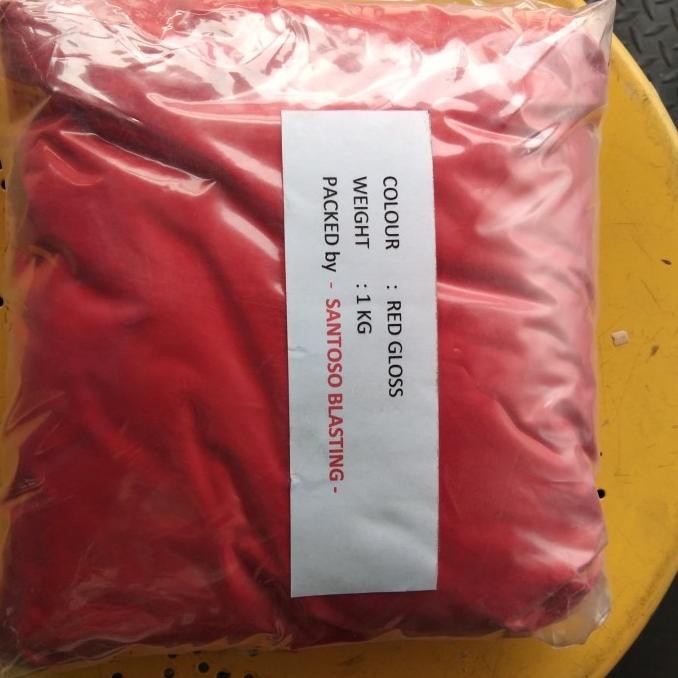 COLOUR : RED GLOSS
WEIGHT : 1 KG
PACKED by - SANTOSO BLASTING -